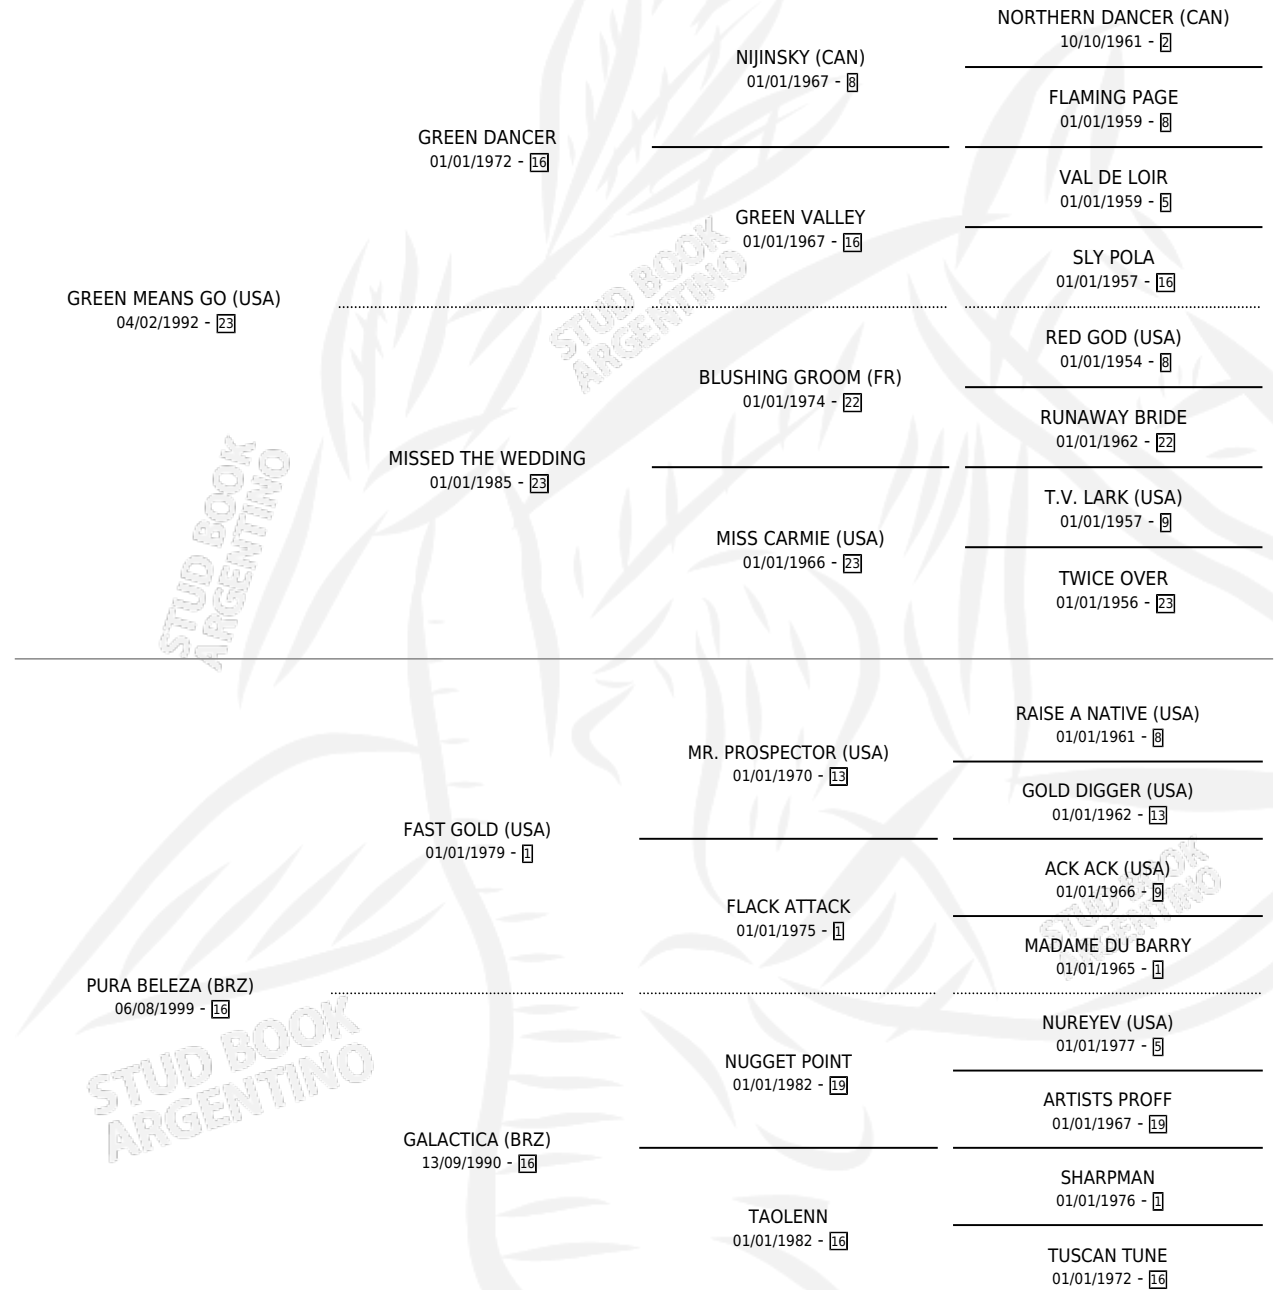 NORTHERN DANCER (CAN)
10/10/1961 - 2
NIJINSKY (CAN)
01/01/1967 - 8
FLAMING PAGE
01/01/1959 - 8
GREEN DANCER
01/01/1972 - 16
VAL DE LOIR
01/01/1959 - 5
GREEN VALLEY
01/01/1967 - 16
SLY POLA
01/01/1957 - 16
GREEN MEANS GO (USA)
04/02/1992 - 23
STUD BOOK
ARGENTINO
RED GOD (USA)
01/01/1954 - 8
BLUSHING GROOM (FR)
01/01/1974 - 22
RUNAWAY BRIDE
01/01/1962 - 22
MISSED THE WEDDING
01/01/1985 - 23
T.V. LARK (USA)
01/01/1957 - 9
MISS CARMIE (USA)
01/01/1966 - 23
TWICE OVER
01/01/1956 - 23
STUD BOOK
ARGENTINO
RAISE A NATIVE (USA)
01/01/1961 - 8
MR. PROSPECTOR (USA)
01/01/1970 - 13
GOLD DIGGER (USA)
01/01/1962 - 13
FAST GOLD (USA)
01/01/1979 - 1
ACK ACK (USA)
01/01/1966 - 9
FLACK ATTACK
01/01/1975 - 1
STUD BOOK
ARGENTINO
MADAME DU BARRY
01/01/1965 - 1
PURA BELEZA (BRZ)
06/08/1999 - 16
NUREYEV (USA)
01/01/1977 - 5
STUD BOOK
ARGENTINO
NUGGET POINT
01/01/1982 - 19
ARTISTS PROFF
01/01/1967 - 19
GALACTICA (BRZ)
13/09/1990 - 16
SHARPMAN
01/01/1976 - 1
TAOLENN
01/01/1982 - 16
TUSCAN TUNE
01/01/1972 - 16